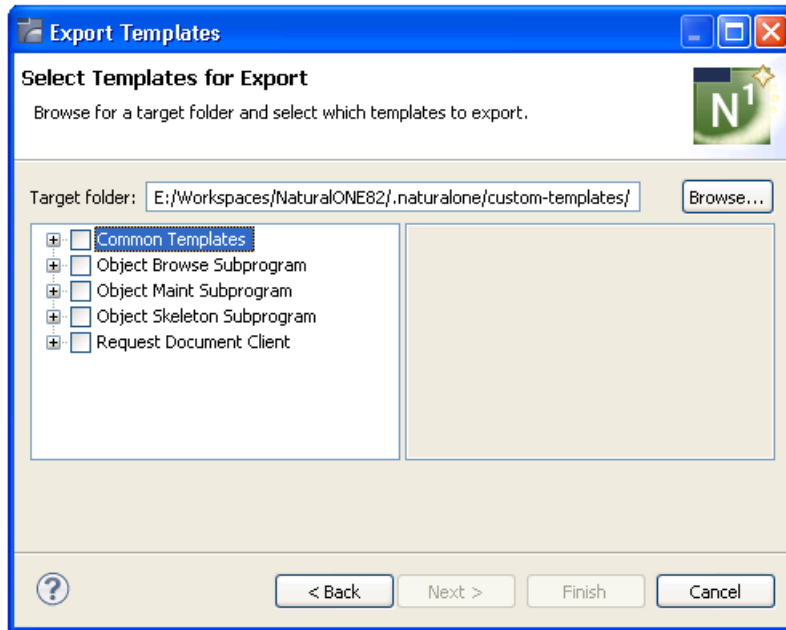 Export Templates
Select Templates for Export
Browse for a target folder and select which templates to export.
N1
Target folder: E:/Workspaces/NaturalONE82/.naturalone/custom-templates/ Browse...
Common Templates
Object Browse Subprogram
Object Maint Subprogram
Object Skeleton Subprogram
Request Document Client
? < Back Next > Finish Cancel